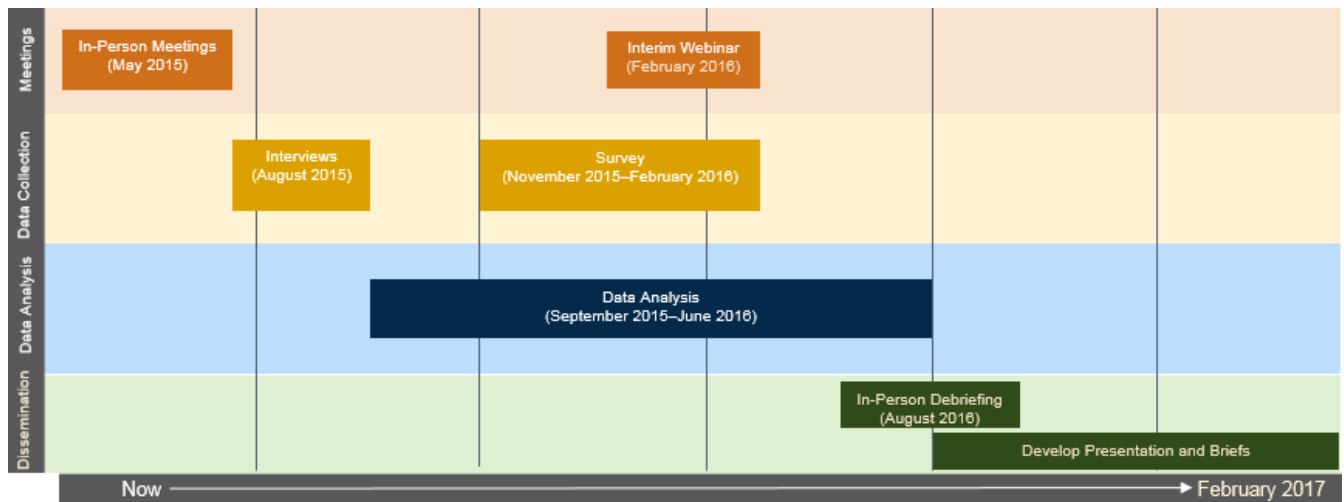 Meetings
In-Person Meetings
(May 2015)
Interim Webinar
(February 2016)
Data Collection
Interviews
(August 2015)
Survey
(November 2015–February 2016)
Data Analysis
Data Analysis
(September 2015–June 2016)
Dissemination
In-Person Debriefing
(August 2016)
Develop Presentation and Briefs
Now
February 2017